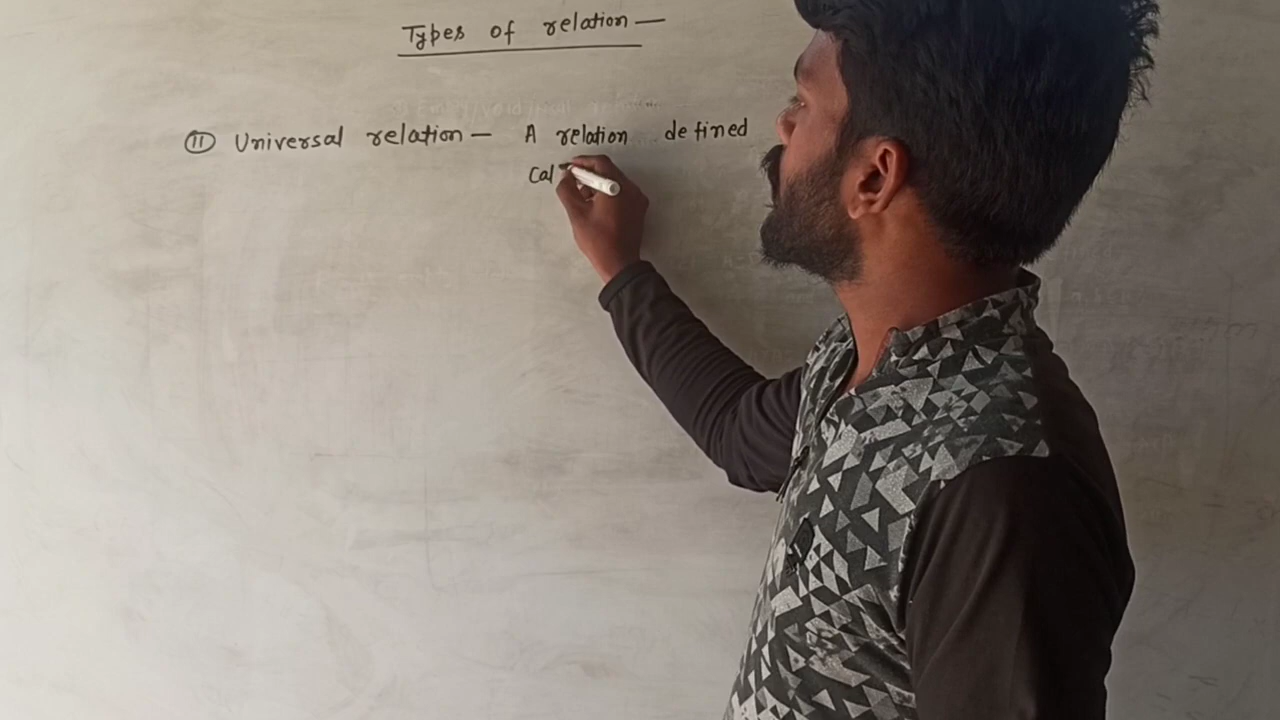 Types of relation —
(II) Universal relation — A relation defined
Cal